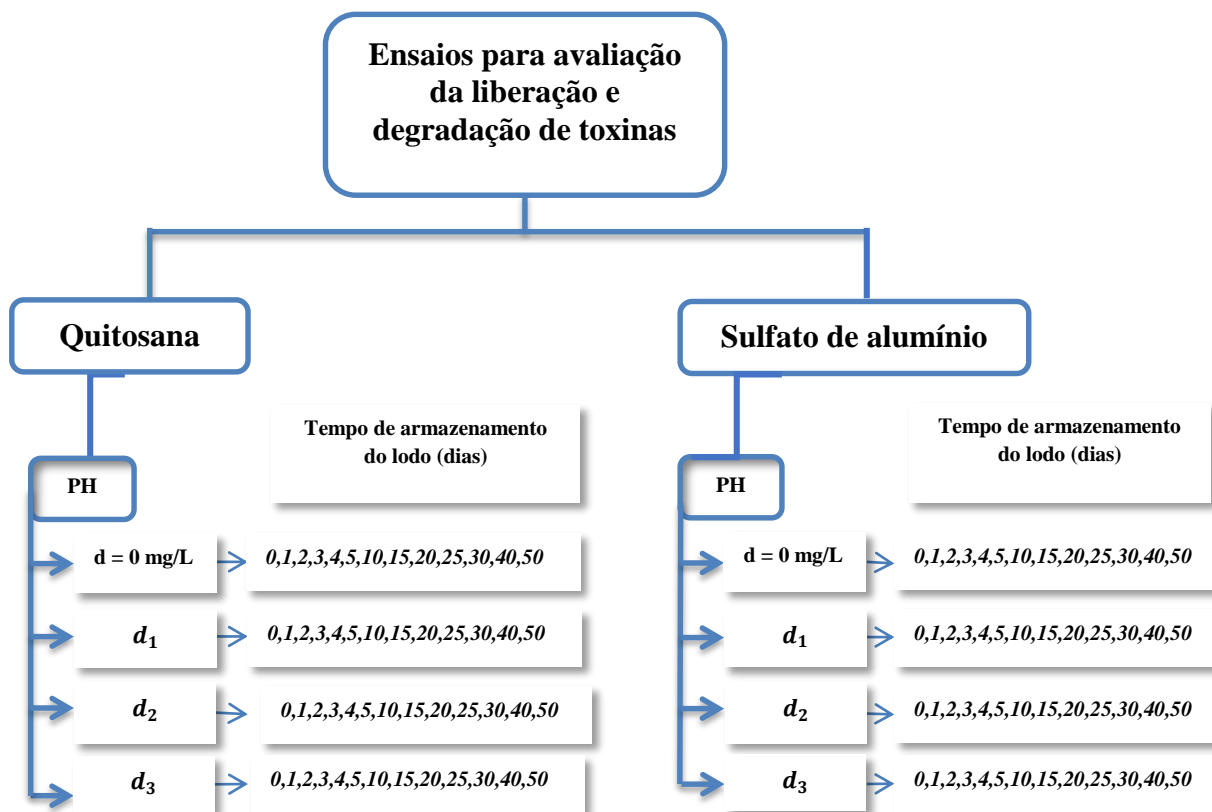 Ensaios para avaliação
da liberação e
degradação de toxinas
Quitosana
Tempo de armazenamento
do lodo (dias)
PH
d = 0 mg/L
0,1,2,3,4,5,10,15,20,25,30,40,50
d₁
0,1,2,3,4,5,10,15,20,25,30,40,50
d₂
0,1,2,3,4,5,10,15,20,25,30,40,50
d₃
0,1,2,3,4,5,10,15,20,25,30,40,50
Sulfato de alumínio
Tempo de armazenamento
do lodo (dias)
PH
d = 0 mg/L
0,1,2,3,4,5,10,15,20,25,30,40,50
d₁
0,1,2,3,4,5,10,15,20,25,30,40,50
d₂
0,1,2,3,4,5,10,15,20,25,30,40,50
d₃
0,1,2,3,4,5,10,15,20,25,30,40,50